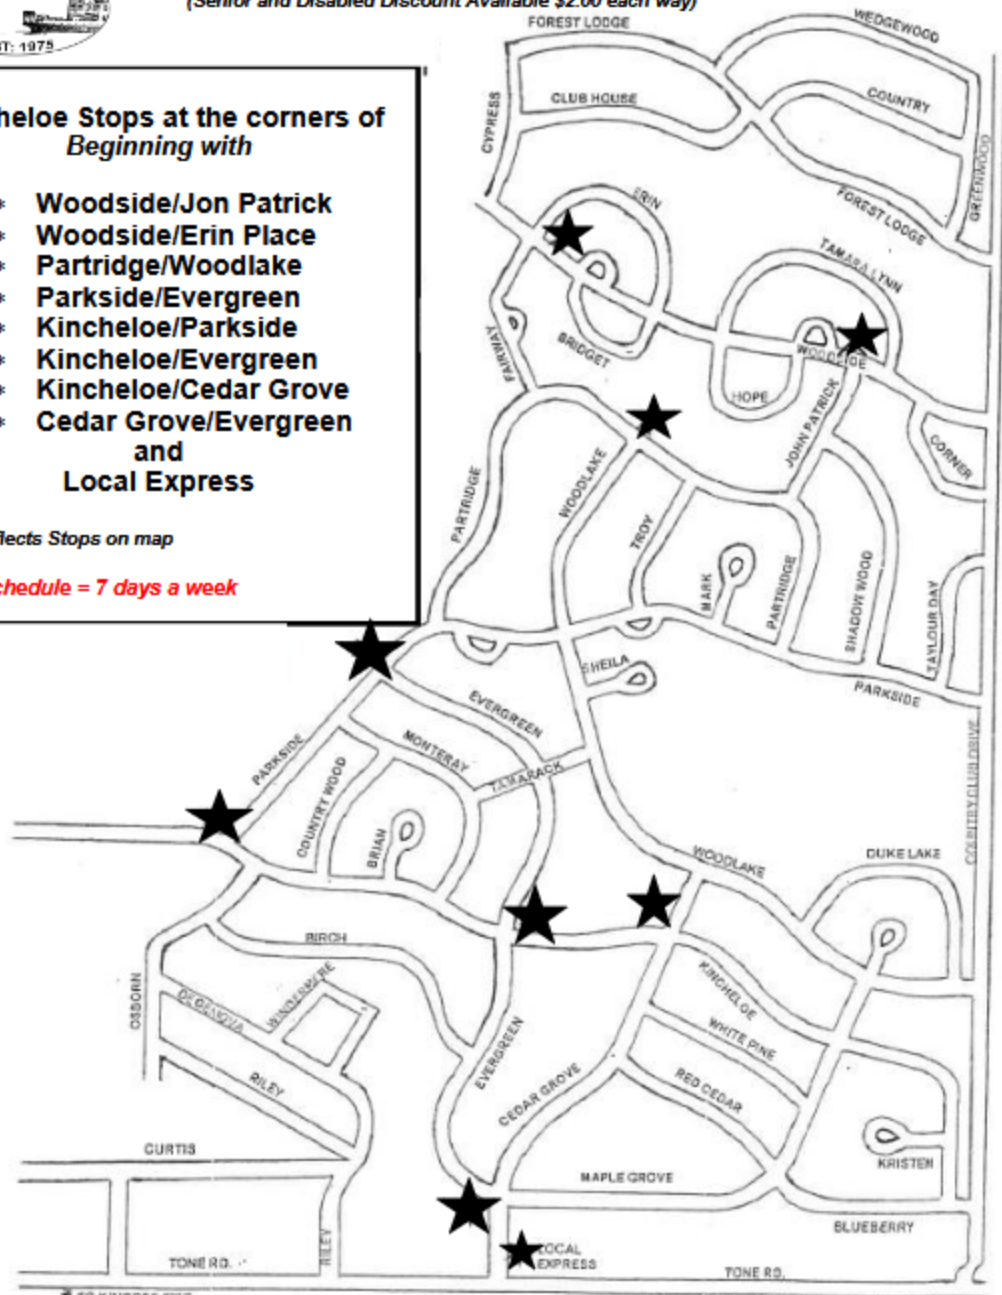 (Senior and Disabled Discount Available $2.00 each way)
ST: 1975
heloe Stops at the corners of
Beginning with
* Woodside/Jon Patrick
* Woodside/Erin Place
* Partridge/Woodlake
* Parkside/Evergreen
* Kincheloe/Parkside
* Kincheloe/Evergreen
* Kincheloe/Cedar Grove
* Cedar Grove/Evergreen
and
Local Express
flects Stops on map
chedule = 7 days a week
FOREST LODGE
WEDGEWOOD
CLUB HOUSE
COUNTRY
CYPRESS
GREENWOOD
ERIN
FOREST LODGE
TAMARA LYNN
BRIDGET
FAIRWAY
WOODSIDE
HOPE
JOHN PATRICK
CORNER
PARTRIDGE
WOODLAKE
TROY
MARK
PARTRIDGE
SHADOW WOOD
TAYLOUR DAY
SHEILA
PARKSIDE
EVERGREEN
MONTERAY
TAMARACK
PARKSIDE
COUNTRY WOOD
BRIAN
COUNTRY CLUB DRIVE
WOODLAKE
DUKE LAKE
BIRCH
OSBORN
DEGENOVA
WINDERMERE
KINCHELOE
WHITE PINE
EVERGREEN
CEDAR GROVE
RED CEDAR
RILEY
CURTIS
MAPLE GROVE
KRISTEN
BLUEBERRY
RILEY
TONE RD.
LOCAL
EXPRESS
TONE RD.